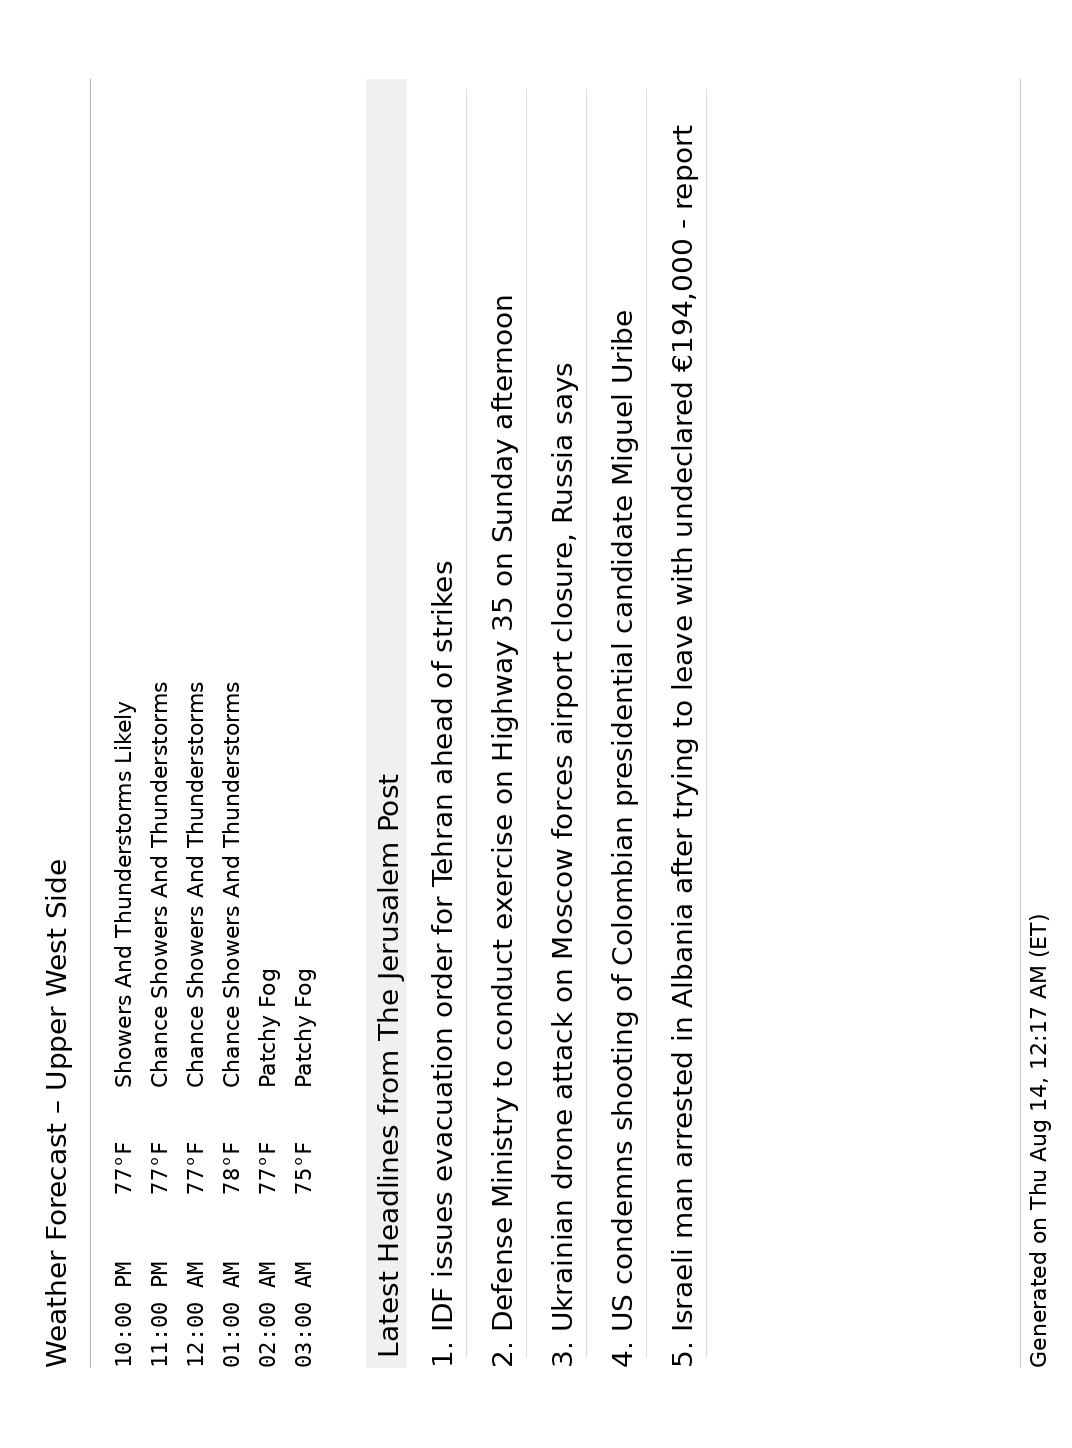 Weather Forecast – Upper West Side
10:00 PM 77°F Showers And Thunderstorms Likely
11:00 PM 77°F Chance Showers And Thunderstorms
12:00 AM 77°F Chance Showers And Thunderstorms
01:00 AM 78°F Chance Showers And Thunderstorms
02:00 AM 77°F Patchy Fog
03:00 AM 75°F Patchy Fog
Latest Headlines from The Jerusalem Post
1. IDF issues evacuation order for Tehran ahead of strikes
2. Defense Ministry to conduct exercise on Highway 35 on Sunday afternoon
3. Ukrainian drone attack on Moscow forces airport closure, Russia says
4. US condemns shooting of Colombian presidential candidate Miguel Uribe
5. Israeli man arrested in Albania after trying to leave with undeclared €194,000 - report
Generated on Thu Aug 14, 12:17 AM (ET)